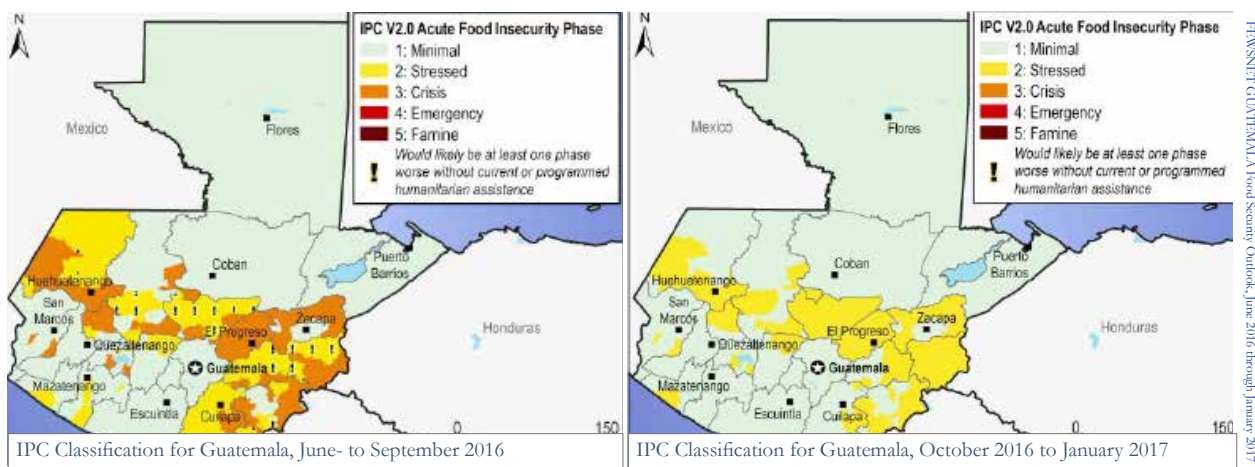 N
IPC V2.0 Acute Food Insecurity Phase
1: Minimal
2: Stressed
3: Crisis
4: Emergency
5: Famine
! Would likely be at least one phase
worse without current or programmed
humanitarian assistance
Mexico
Flores
Coban
Puerto
Barrios
Huehuetenango
San
Marcos
El Progreso
Zacapa
Honduras
Quezaltenango
Guatemala
Mazatenango
Escuintla
Cuilapa
0
150
IPC Classification for Guatemala, June- to September 2016
N
IPC V2.0 Acute Food Insecurity Phase
1: Minimal
2: Stressed
3: Crisis
4: Emergency
5: Famine
! Would likely be at least one phase
worse without current or programmed
humanitarian assistance
Mexico
Flores
Coban
Puerto
Barrios
Huehuetenango
San
Marcos
El Progreso
Zacapa
Honduras
Quezaltenango
Guatemala
Mazatenango
Escuintla
Cuilapa
0
150
IPC Classification for Guatemala, October 2016 to January 2017
FEWSNET GUATEMALA Food Security Outlook, June 2016 through January 2017